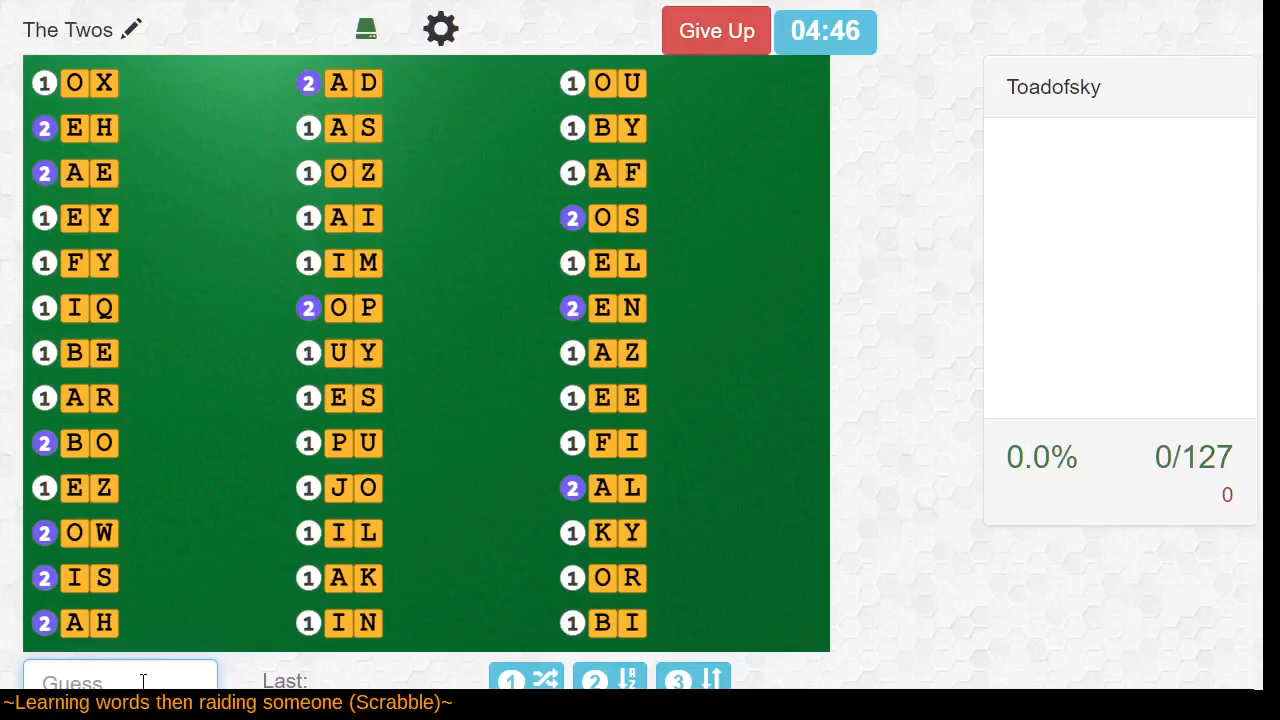 The Twos
Give Up
04:46
1 OX 2 AD 1 OU
2 EH 1 AS 1 BY
2 AE 1 OZ 1 AF
1 EY 1 AI 2 OS
1 FY 1 IM 1 EL
1 IQ 2 OP 2 EN
1 BE 1 UY 1 AZ
1 AR 1 ES 1 EE
2 BO 1 PU 1 FI
1 EZ 1 JO 2 AL
2 OW 1 IL 1 KY
2 IS 1 AK 1 OR
2 AH 1 IN 1 BI
Toadofsky
0.0% 0/127
0
Guess Last: 1 2 3
~Learning words then raiding someone (Scrabble)~